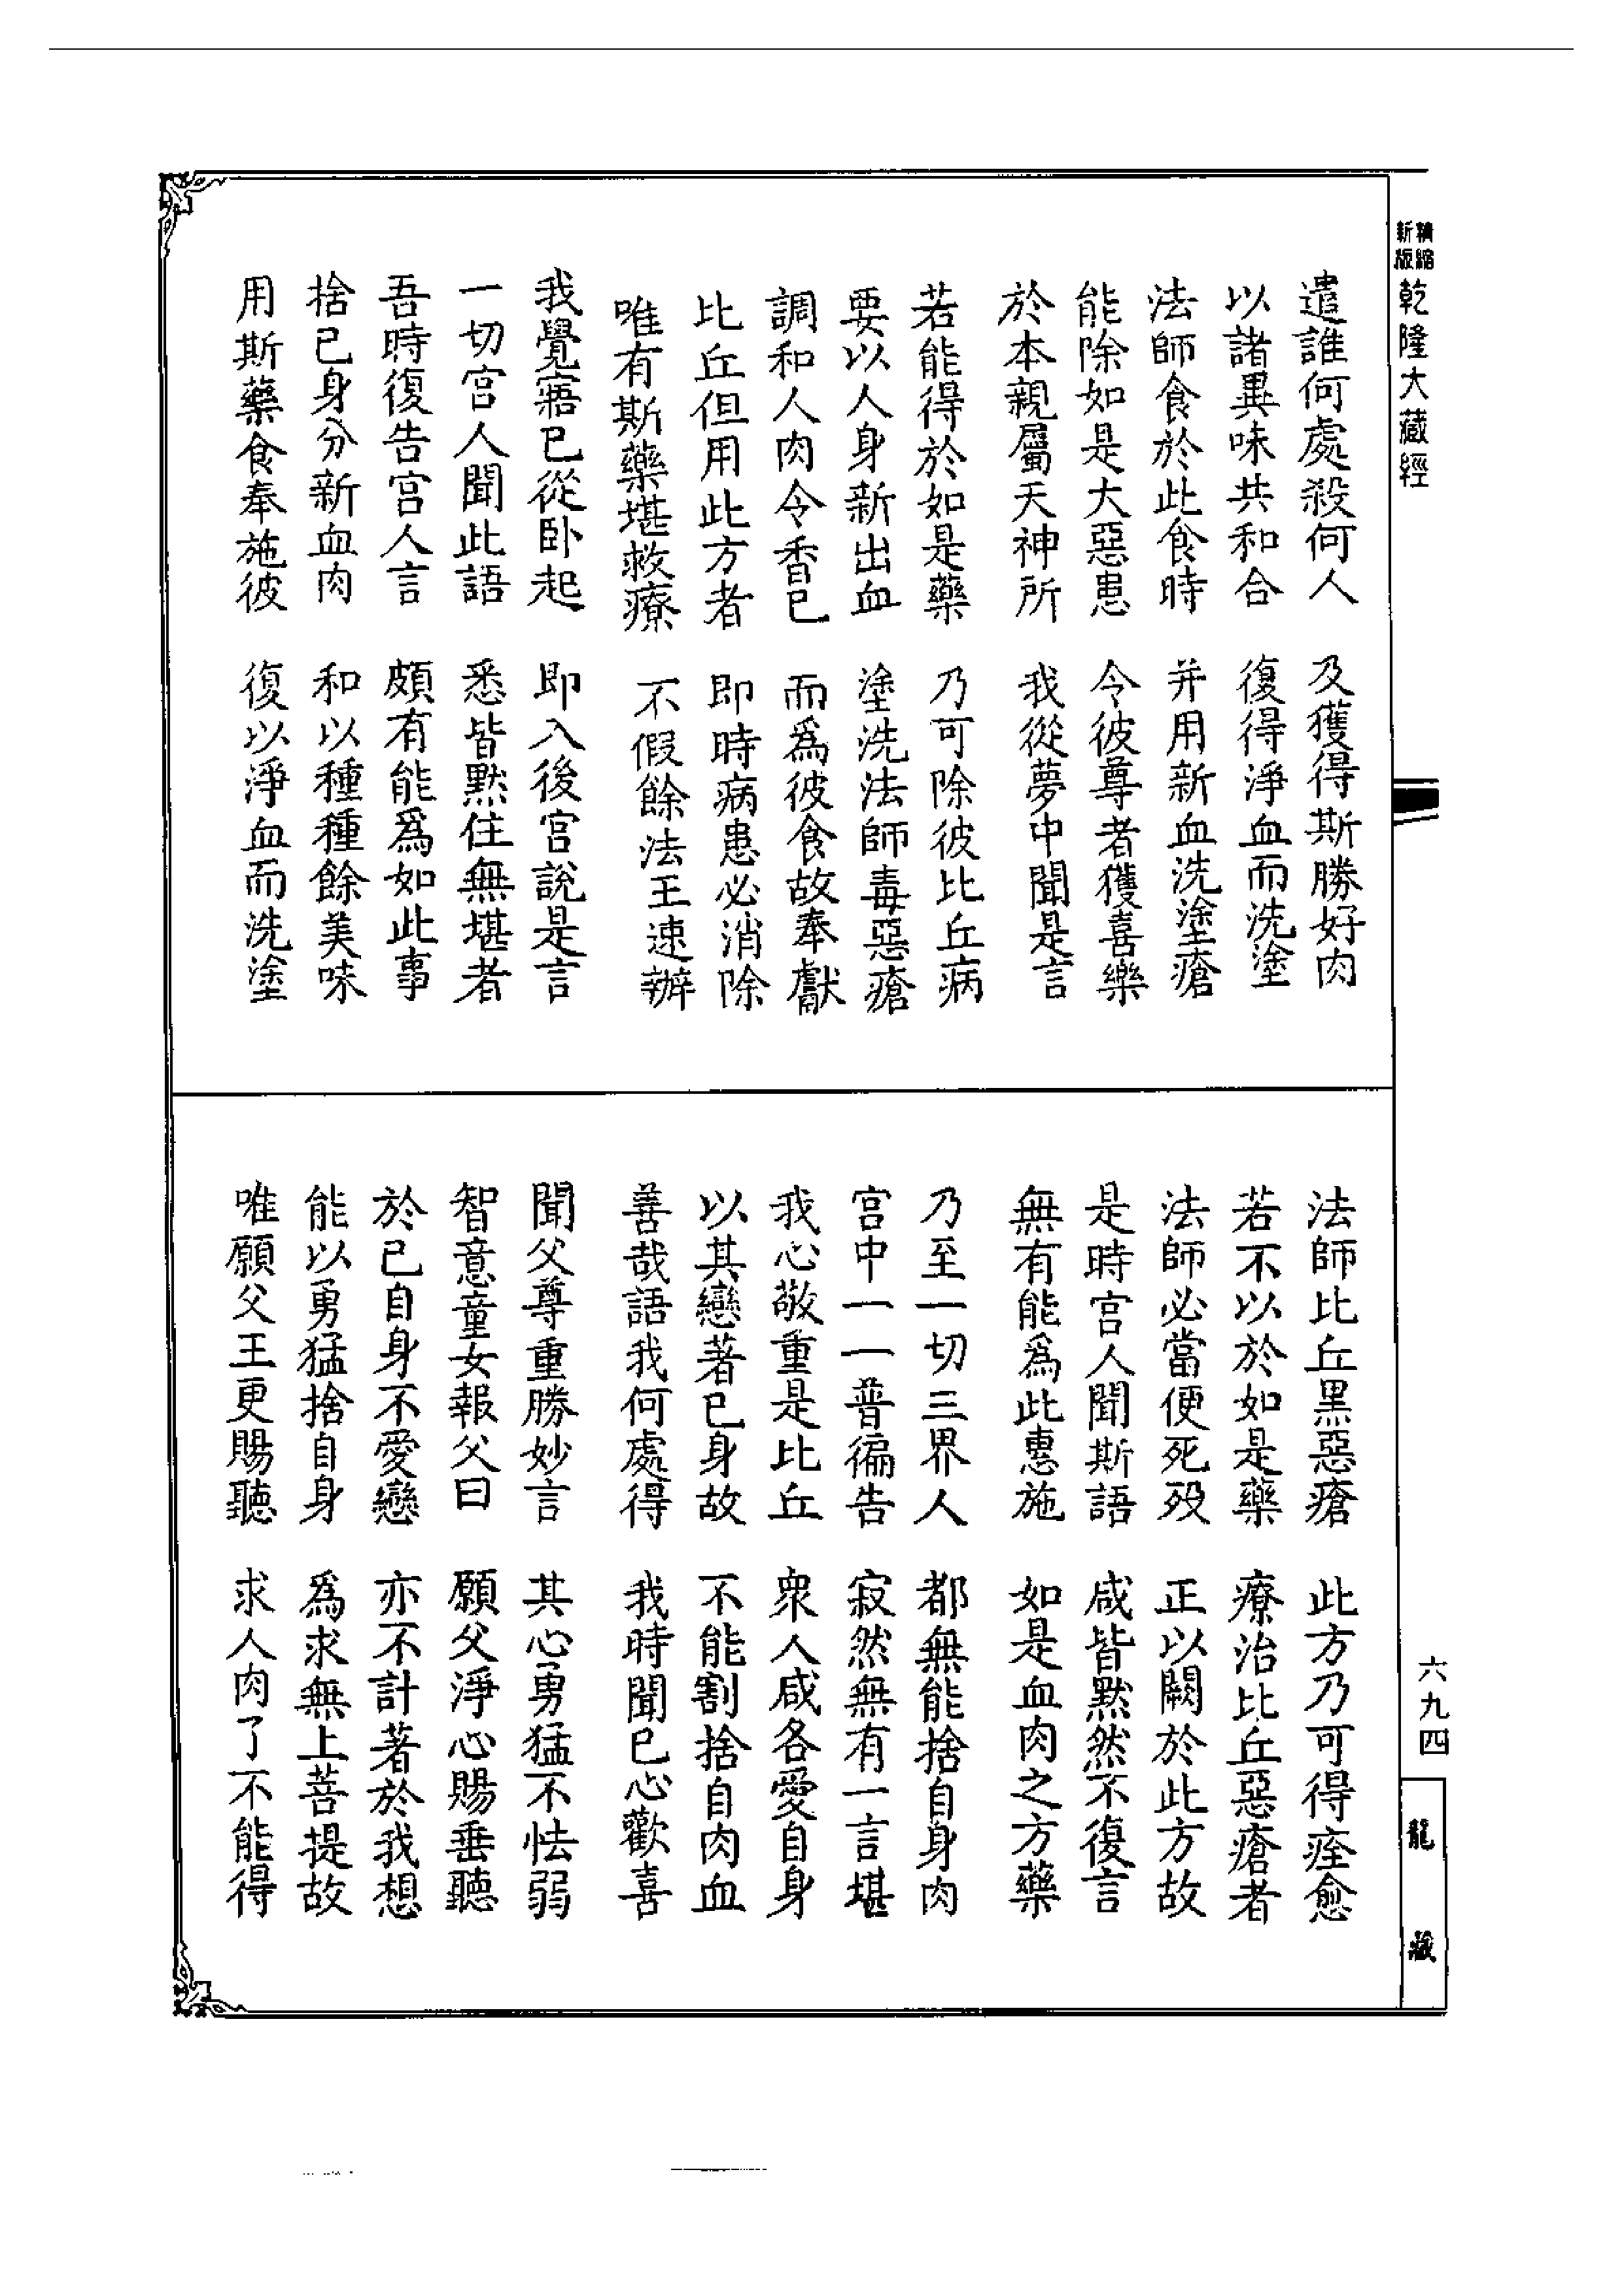 精縮
新版
乾隆大藏經
遣誰何處殺何人　及獲得斯勝好肉
以諸異味共和合　復得淨血而洗塗
法師食於此食時　并用新血洗塗瘡
能除如是大惡患　令彼尊者獲喜樂
於本親屬天神所　我從夢中聞是言
若能得於如是藥　乃可除彼比丘病
要以人身新出血　塗洗法師毒惡瘡
調和人肉令香已　而爲彼食故奉獻
比丘但用此方者　即時病患必消除
唯有斯藥堪救療　不假餘法王速辦
我覺寤已從卧起　即入後宮說是言
一切宮人聞此語　悉皆黙住無堪者
吾時復告宮人言　頗有能爲如此事
捨已身分新血肉　和以種種餘美味
用斯藥食奉施彼　復以淨血而洗塗
法師比丘黑惡瘡　此方乃可得痊愈
若不以於如是藥　療治比丘惡瘡者
法師必當便死歿　正以闕於此方故
是時宮人聞斯語　咸皆黙然不復言
無有能爲此惠施　如是血肉之方藥
乃至一切三界人　都無能捨自身肉
宮中一一普徧告　寂然無有一言堪
我心敬重是比丘　衆人咸各愛自身
以其戀著已身故　不能割捨自肉血
善哉語我何處得　我時聞已心歡喜
聞父尊重勝妙言　其心勇猛不怯弱
智意童女報父曰　願父淨心賜垂聽
於已自身不愛戀　亦不計著於我想
能以勇猛捨自身　爲求無上菩提故
唯願父王更賜聽　求人肉了不能得
六九四
龍藏